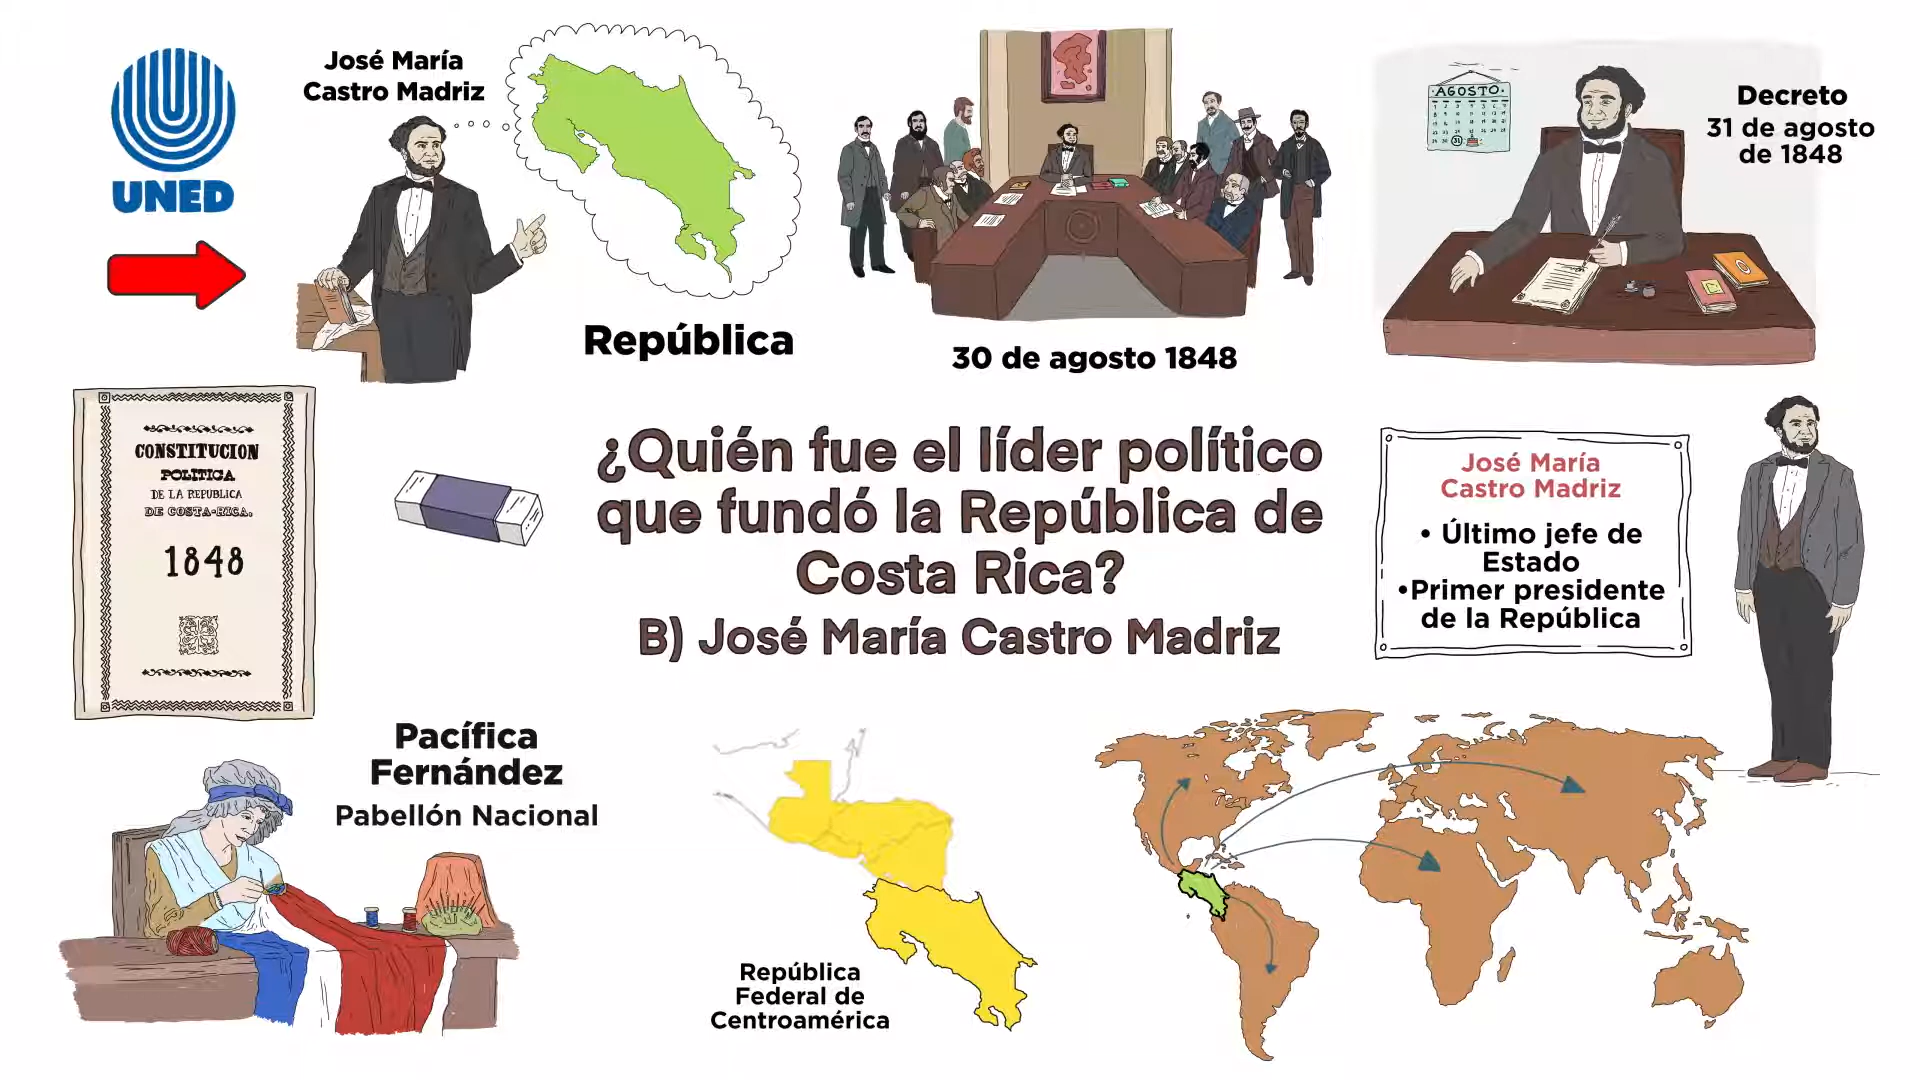 UNED
José María
Castro Madriz
República
30 de agosto 1848
AGOSTO
31
Decreto
31 de agosto
de 1848
CONSTITUCION
POLITICA
DE LA REPUBLICA
DE COSTA-RICA.
1848
¿Quién fue el líder político
que fundó la República de
Costa Rica?
B) José María Castro Madriz
José María
Castro Madriz
• Último jefe de
Estado
•Primer presidente
de la República
Pacífica
Fernández
Pabellón Nacional
República
Federal de
Centroamérica